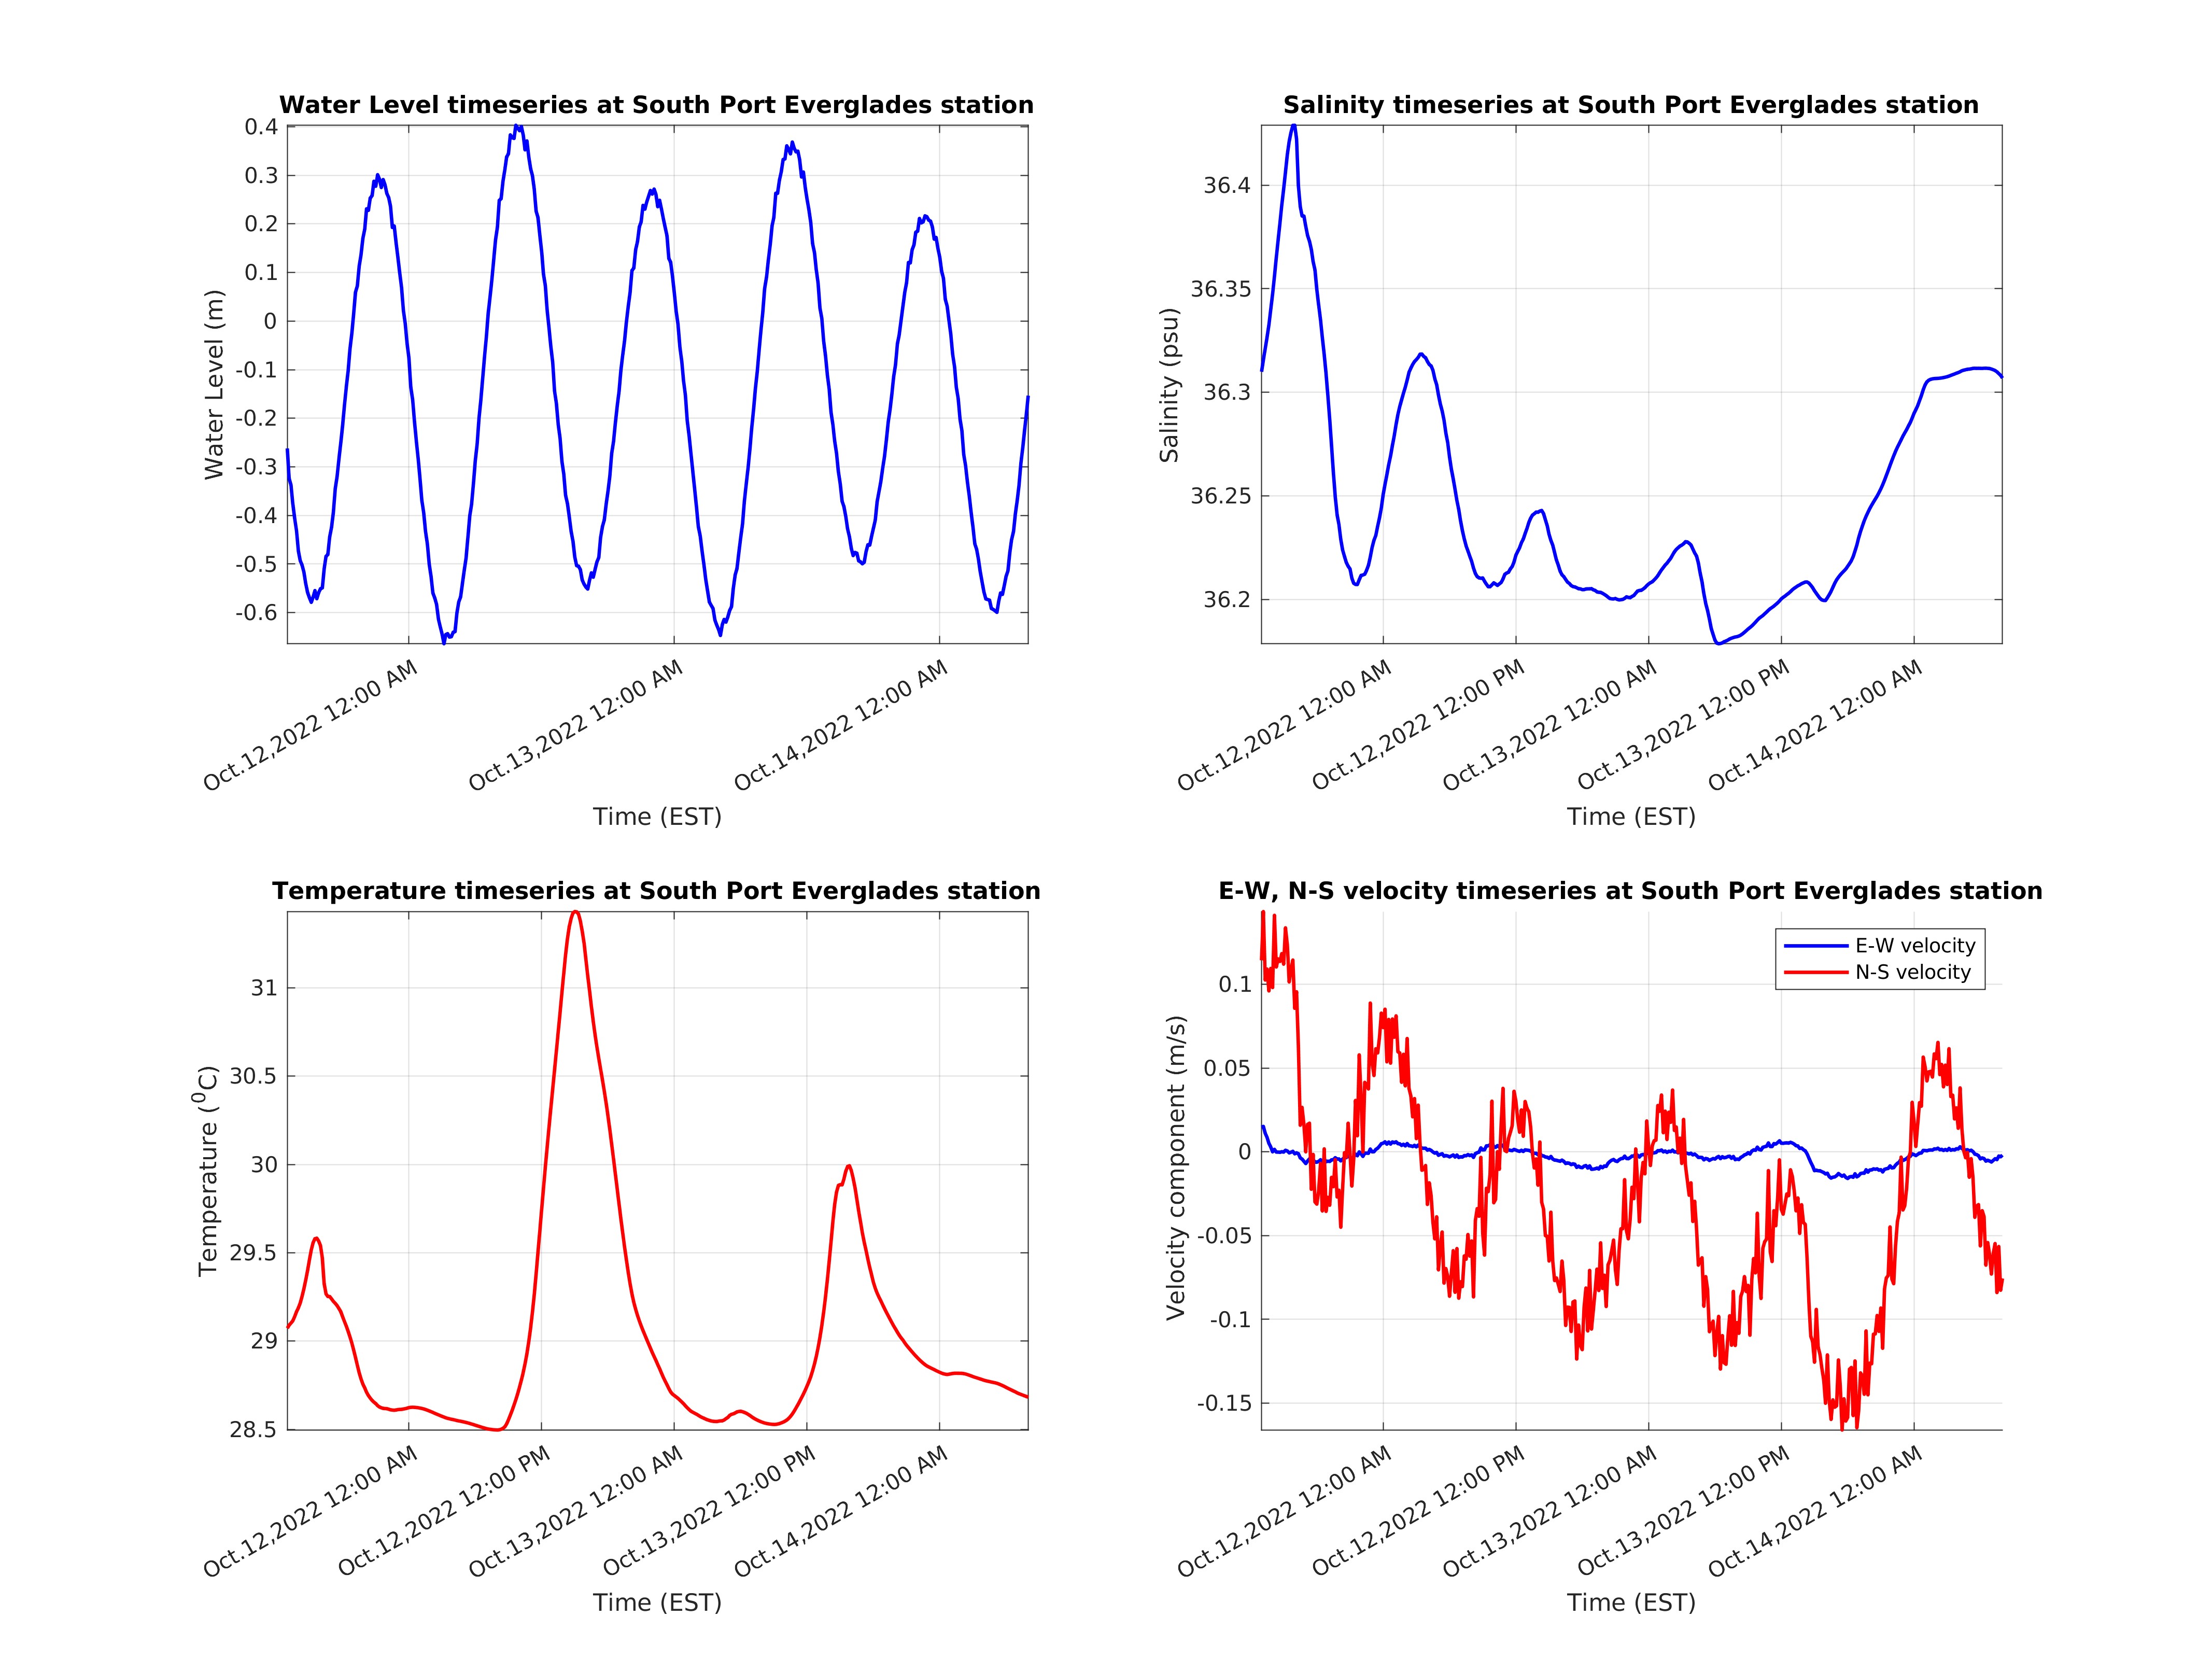 Water Level timeseries at South Port Everglades station
0.4
0.3
0.2
0.1
0
-0.1
-0.2
-0.3
-0.4
-0.5
-0.6
Water Level (m)
Oct.12,2022 12:00 AM
Oct.13,2022 12:00 AM
Oct.14,2022 12:00 AM
Time (EST)
Salinity timeseries at South Port Everglades station
36.4
36.35
36.3
36.25
36.2
Salinity (psu)
Oct.12,2022 12:00 AM
Oct.12,2022 12:00 PM
Oct.13,2022 12:00 AM
Oct.13,2022 12:00 PM
Oct.14,2022 12:00 AM
Time (EST)
Temperature timeseries at South Port Everglades station
31
30.5
30
29.5
29
28.5
Temperature (⁰C)
Oct.12,2022 12:00 AM
Oct.12,2022 12:00 PM
Oct.13,2022 12:00 AM
Oct.13,2022 12:00 PM
Oct.14,2022 12:00 AM
Time (EST)
E-W, N-S velocity timeseries at South Port Everglades station
E-W velocity
N-S velocity
0.1
0.05
0
-0.05
-0.1
-0.15
Velocity component (m/s)
Oct.12,2022 12:00 AM
Oct.12,2022 12:00 PM
Oct.13,2022 12:00 AM
Oct.13,2022 12:00 PM
Oct.14,2022 12:00 AM
Time (EST)